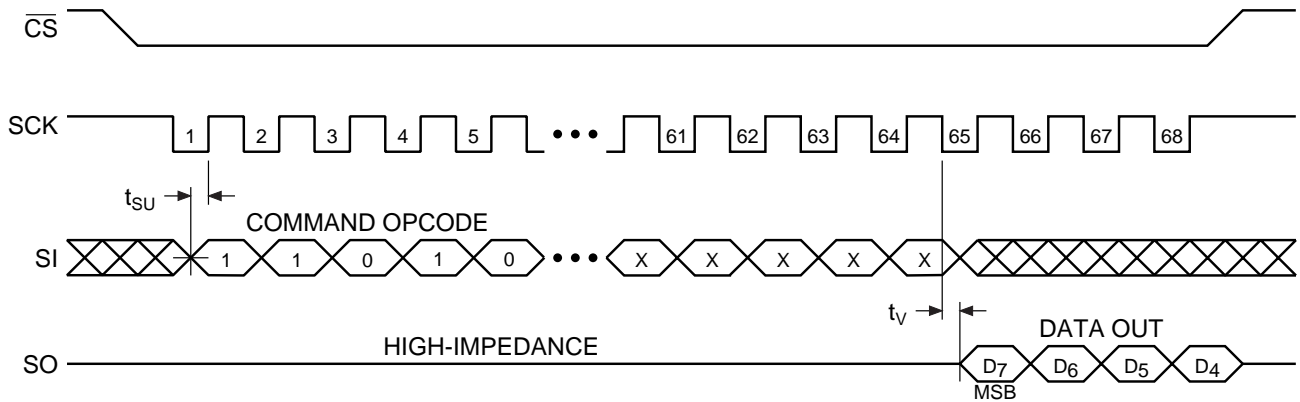 CS
SCK 1 2 3 4 5 ••• 61 62 63 64 65 66 67 68
tSU
COMMAND OPCODE
SI 1 1 0 1 0 ••• X X X X X
tV
DATA OUT
HIGH-IMPEDANCE
SO D7 D6 D5 D4
MSB